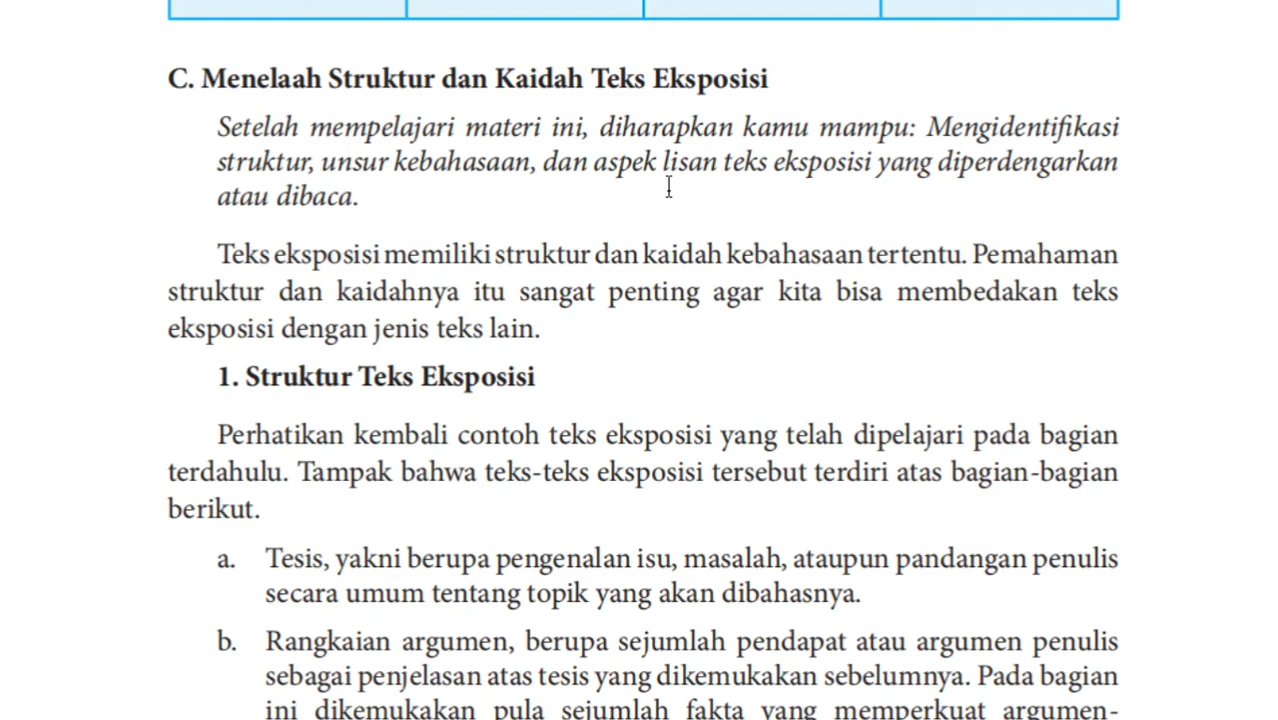 C. Menelaah Struktur dan Kaidah Teks Eksposisi
Setelah mempelajari materi ini, diharapkan kamu mampu: Mengidentifikasi
struktur, unsur kebahasaan, dan aspek lisan teks eksposisi yang diperdengarkan
atau dibaca.
Teks eksposisi memiliki struktur dan kaidah kebahasaan tertentu. Pemahaman
struktur dan kaidahnya itu sangat penting agar kita bisa membedakan teks
eksposisi dengan jenis teks lain.
1. Struktur Teks Eksposisi
Perhatikan kembali contoh teks eksposisi yang telah dipelajari pada bagian
terdahulu. Tampak bahwa teks-teks eksposisi tersebut terdiri atas bagian-bagian
berikut.
a. Tesis, yakni berupa pengenalan isu, masalah, ataupun pandangan penulis
secara umum tentang topik yang akan dibahasnya.
b. Rangkaian argumen, berupa sejumlah pendapat atau argumen penulis
sebagai penjelasan atas tesis yang dikemukakan sebelumnya. Pada bagian
ini dikemukakan pula sejumlah fakta yang memperkuat argumen-